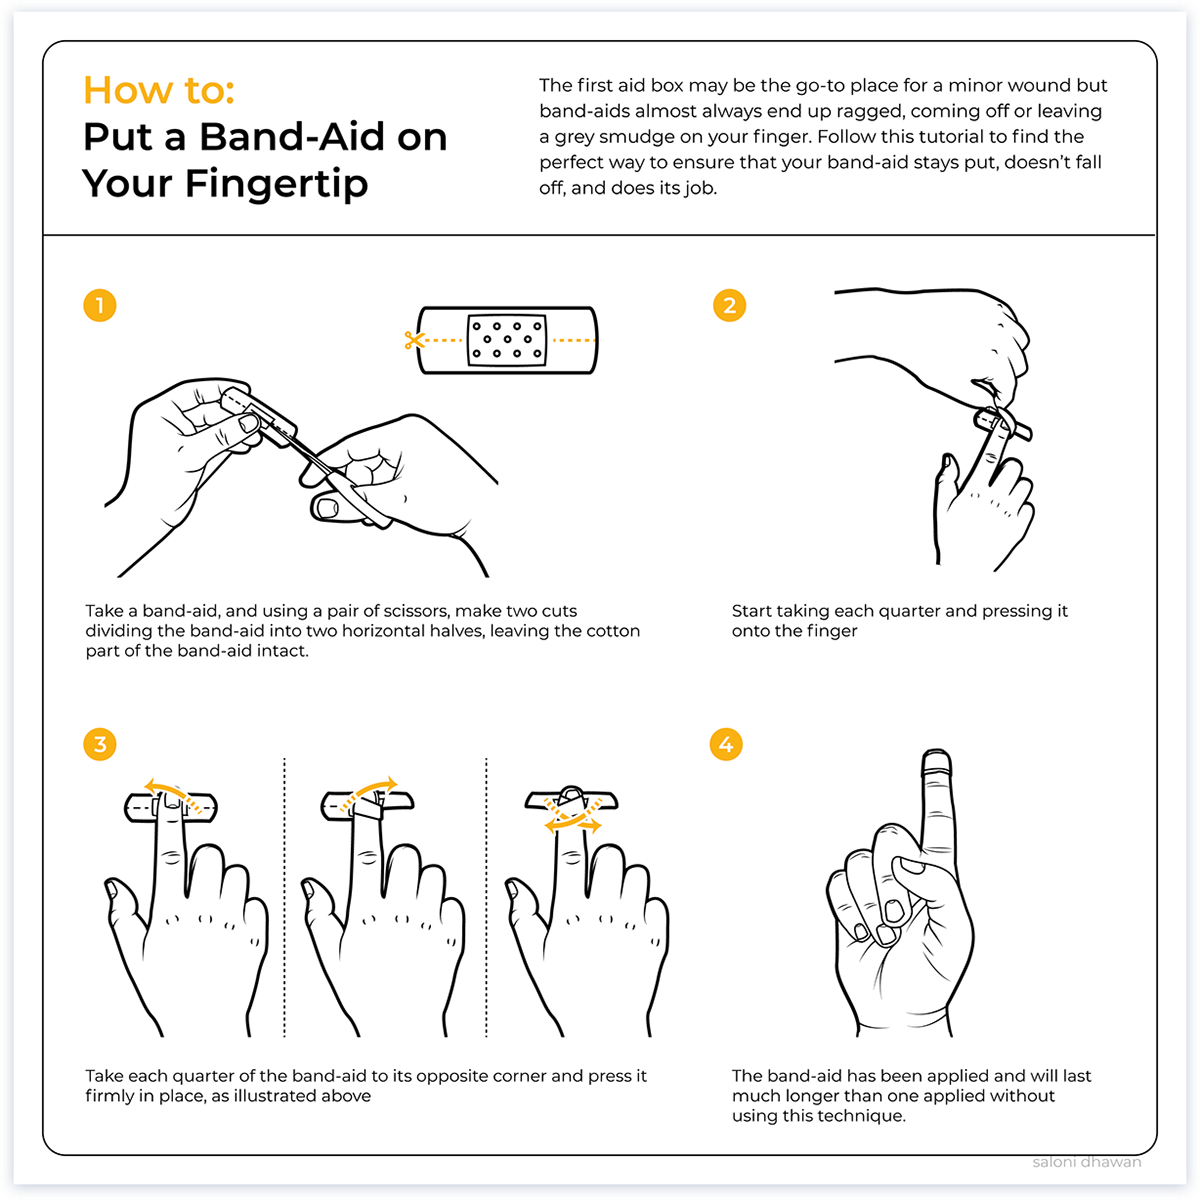 How to:
Put a Band-Aid on
Your Fingertip
The first aid box may be the go-to place for a minor wound but
band-aids almost always end up ragged, coming off or leaving
a grey smudge on your finger. Follow this tutorial to find the
perfect way to ensure that your band-aid stays put, doesn’t fall
off, and does its job.
1
Take a band-aid, and using a pair of scissors, make two cuts
dividing the band-aid into two horizontal halves, leaving the cotton
part of the band-aid intact.
2
Start taking each quarter and pressing it
onto the finger
3
Take each quarter of the band-aid to its opposite corner and press it
firmly in place, as illustrated above
4
The band-aid has been applied and will last
much longer than one applied without
using this technique.
saloni dhawan